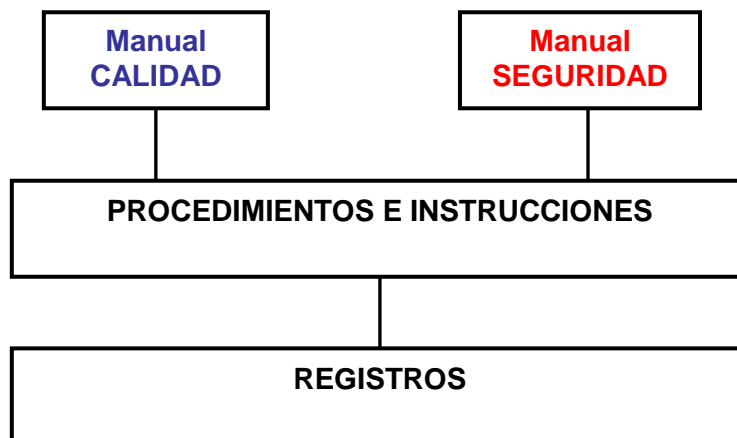 Manual
CALIDAD
Manual
SEGURIDAD
PROCEDIMIENTOS E INSTRUCCIONES
REGISTROS